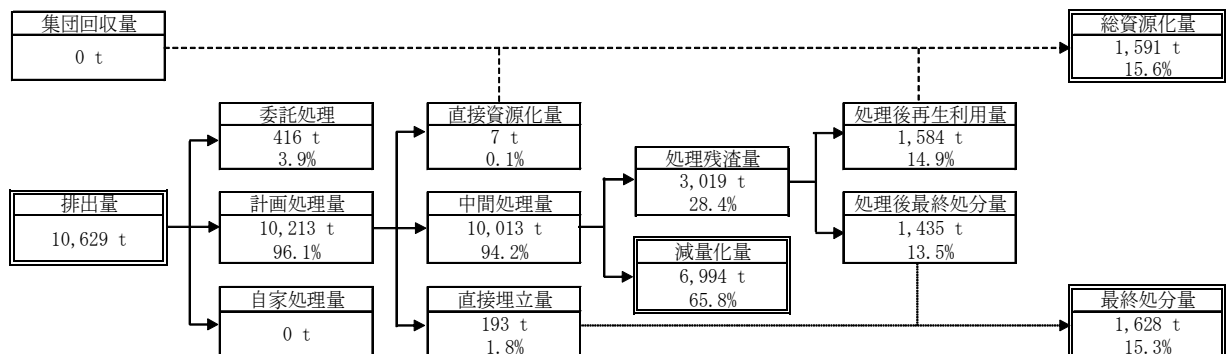 集団回収量
0 t
総資源化量
1,591 t
15.6%
委託処理
416 t
3.9%
直接資源化量
7 t
0.1%
処理後再生利用量
1,584 t
14.9%
処理残渣量
3,019 t
28.4%
排出量
10,629 t
計画処理量
10,213 t
96.1%
中間処理量
10,013 t
94.2%
処理後最終処分量
1,435 t
13.5%
減量化量
6,994 t
65.8%
自家処理量
0 t
直接埋立量
193 t
1.8%
最終処分量
1,628 t
15.3%